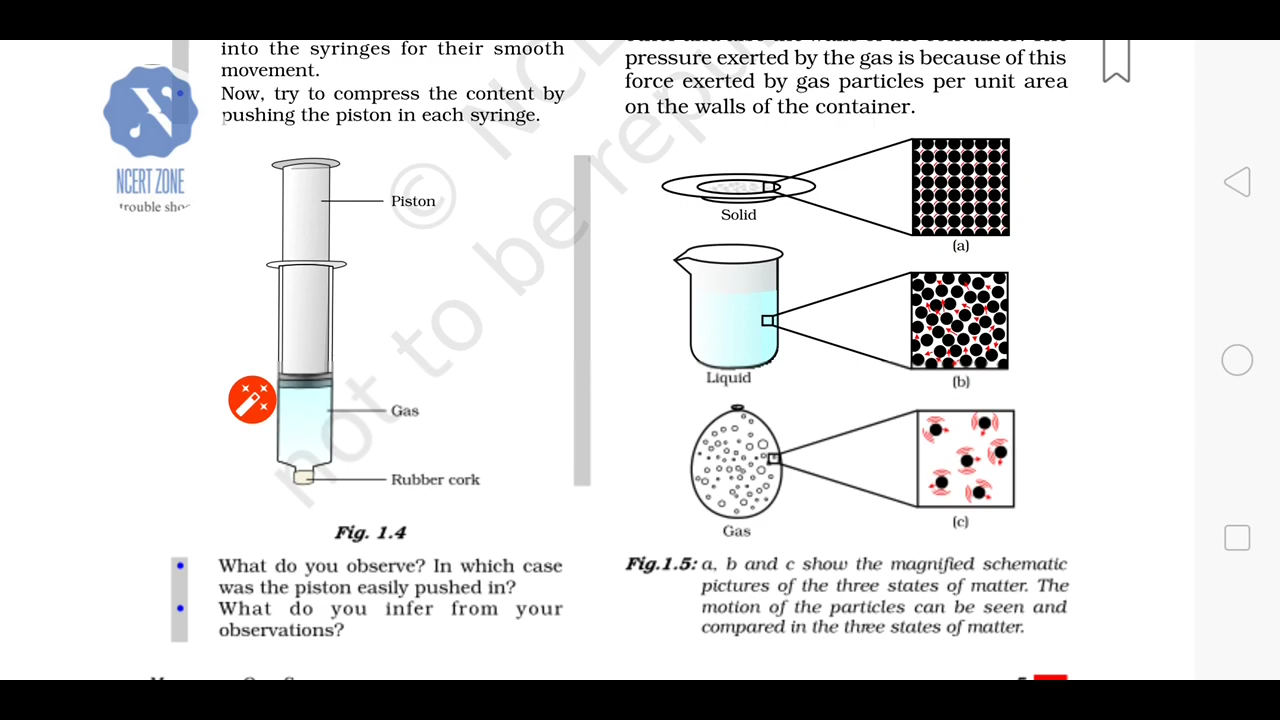 into the syringes for their smooth
movement.
Now, try to compress the content by
pushing the piston in each syringe.
NCERT ZONE
Piston
Gas
Rubber cork
Fig. 1.4
• What do you observe? In which case
was the piston easily pushed in?
• What do you infer from your
observations?
pressure exerted by the gas is because of this
force exerted by gas particles per unit area
on the walls of the container.
Solid
(a)
Liquid
(b)
Gas
(c)
Fig.1.5: a, b and c show the magnified schematic
pictures of the three states of matter. The
motion of the particles can be seen and
compared in the three states of matter.
© NCE
not to be repu